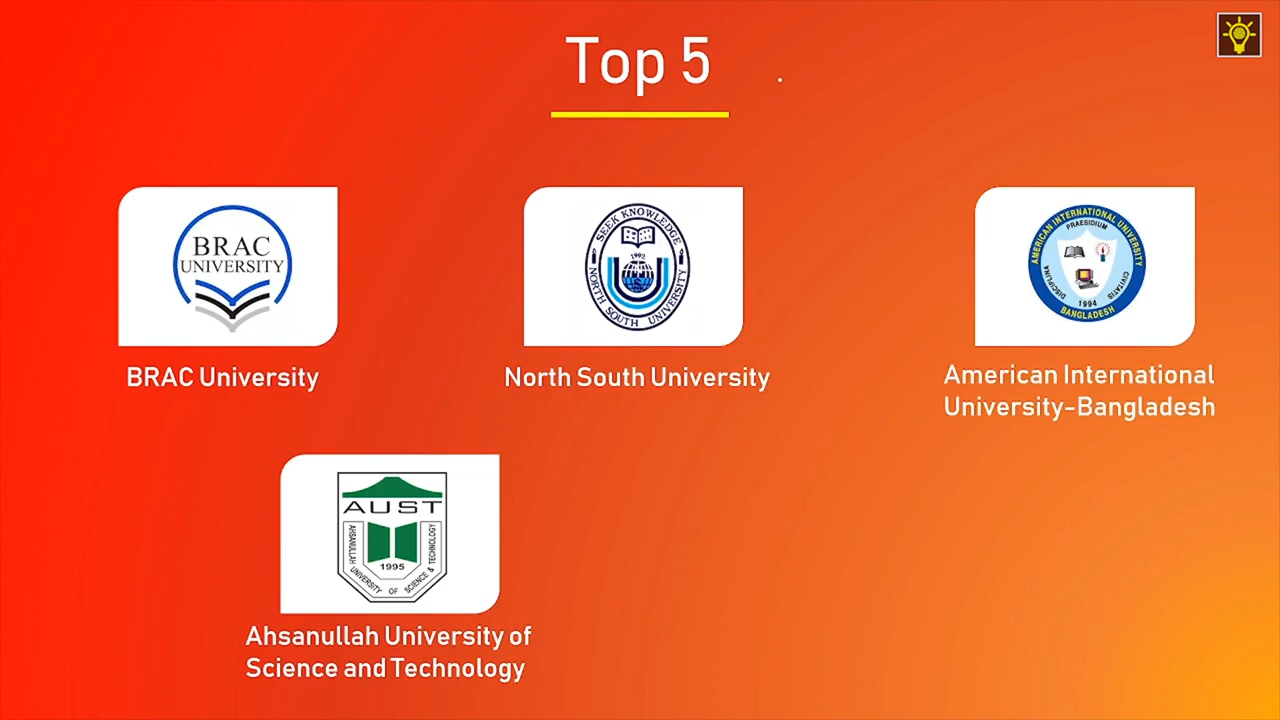 Top 5
BRAC
UNIVERSITY
SEEK KNOWLEDGE
1992
NORTH SOUTH UNIVERSITY
AMERICAN INTERNATIONAL UNIVERSITY
PRAESIDIUM
DISCIPLINA
CIVITATIS
1994
BANGLADESH
BRAC University
North South University
American International
University-Bangladesh
AUST
AHSANULLAH UNIVERSITY OF SCIENCE & TECHNOLOGY
1995
Ahsanullah University of
Science and Technology